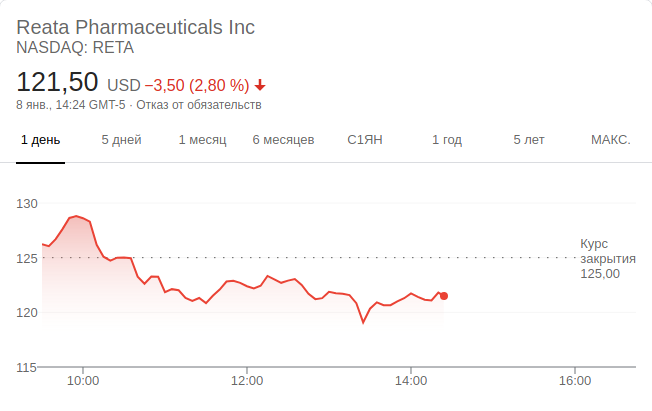 Reata Pharmaceuticals Inc
NASDAQ: RETA
121,50 USD −3,50 (2,80 %)
8 янв., 14:24 GMT-5 · Отказ от обязательств
1 день 5 дней 1 месяц 6 месяцев С1ЯН 1 год 5 лет МАКС.
130
125
120
115
Курс
закрытия
125,00
10:00 12:00 14:00 16:00